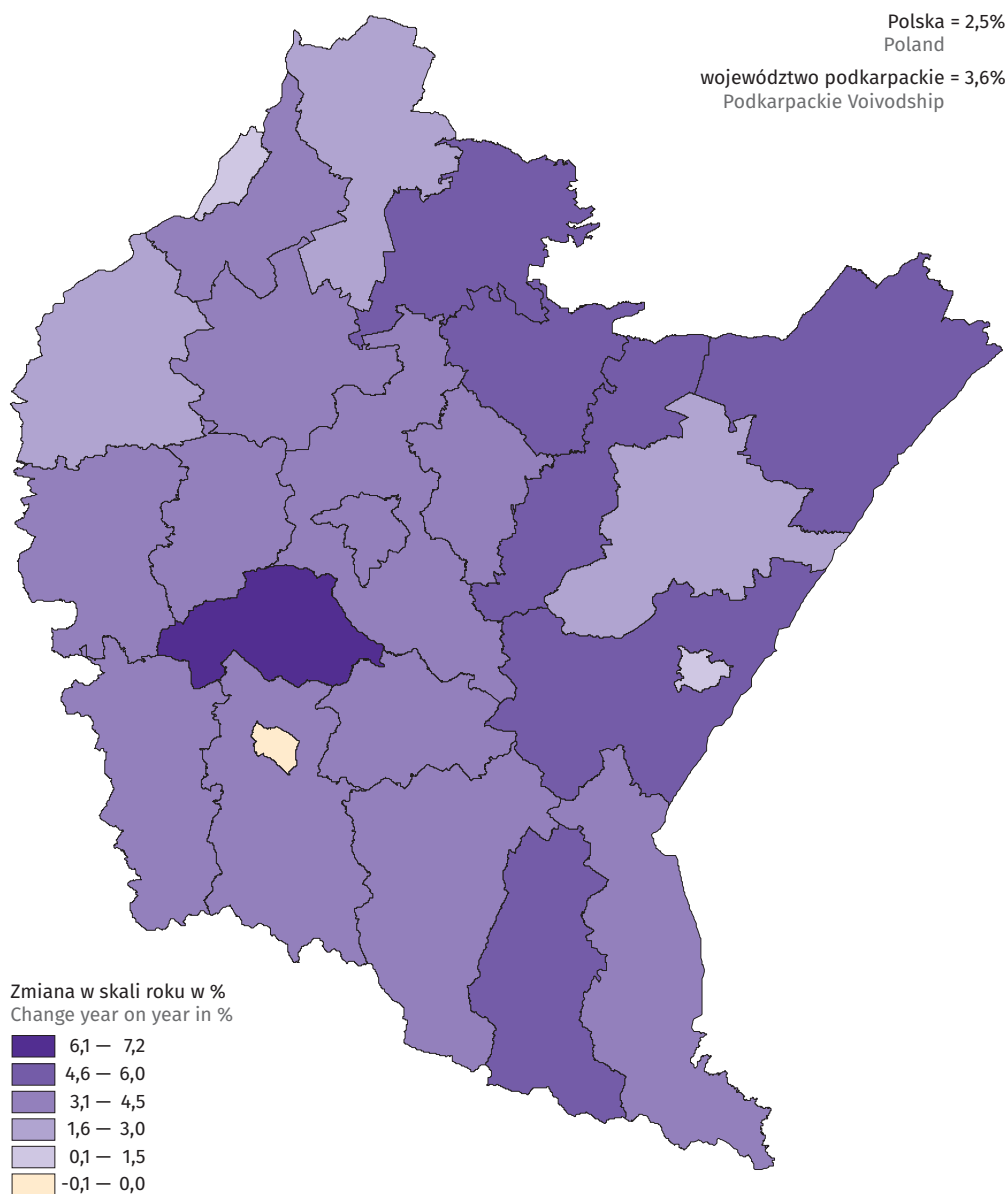 Polska = 2,5%
Poland
województwo podkarpackie = 3,6%
Podkarpackie Voivodship
Zmiana w skali roku w %
Change year on year in %
6,1 — 7,2
4,6 — 6,0
3,1 — 4,5
1,6 — 3,0
0,1 — 1,5
-0,1 — 0,0